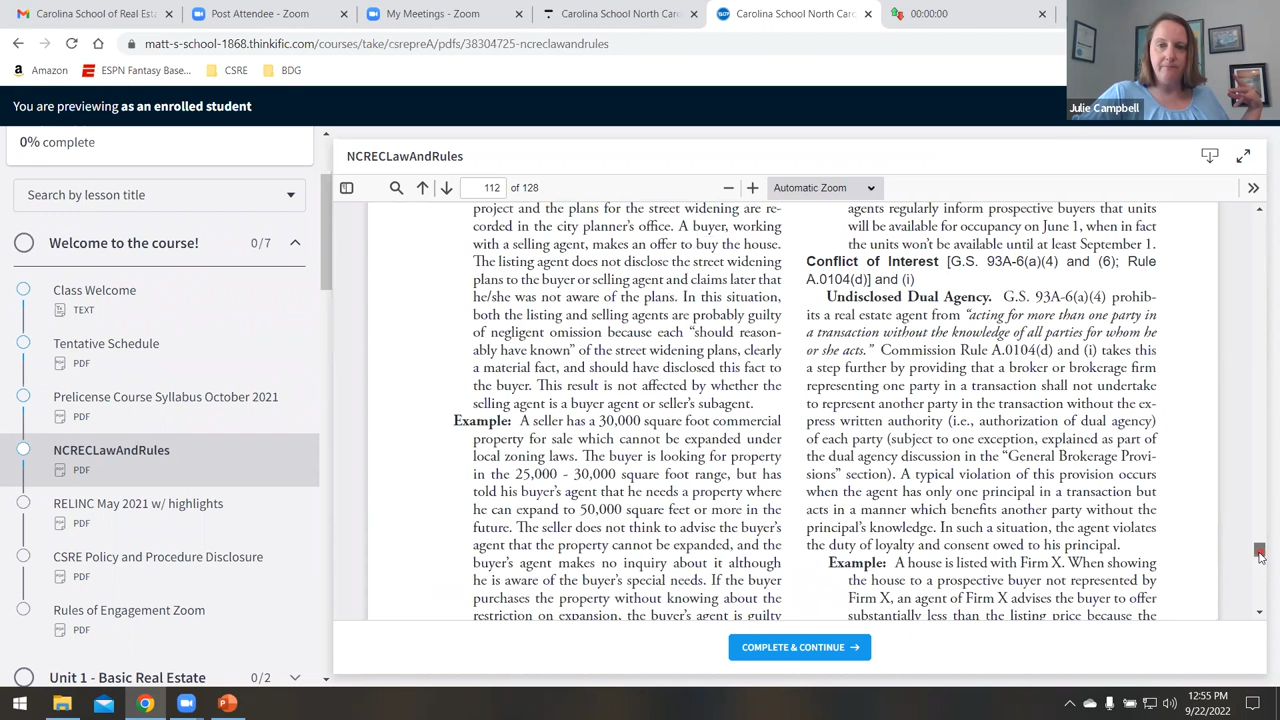 Carolina School of Real Esta
Post Attendee - Zoom
My Meetings - Zoom
Carolina School North Carc
Carolina School North Carc
00:00:00
matt-s-school-1868.thinkific.com/courses/take/csrepreA/pdfs/38304725-ncreclawandrules
Amazon
ESPN Fantasy Base...
CSRE
BDG
Julie Campbell
You are previewing as an enrolled student
0% complete
Search by lesson title
Welcome to the course!
0/7
Class Welcome
TEXT
Tentative Schedule
PDF
Prelicense Course Syllabus October 2021
PDF
NCRECLawAndRules
PDF
RELINC May 2021 w/ highlights
PDF
CSRE Policy and Procedure Disclosure
PDF
Rules of Engagement Zoom
PDF
Unit 1 - Basic Real Estate
0/2
NCRECLawAndRules
112 of 128
Automatic Zoom
project and the plans for the street widening are re-
corded in the city planner's office. A buyer, working
with a selling agent, makes an offer to buy the house.
The listing agent does not disclose the street widening
plans to the buyer or selling agent and claims later that
he/she was not aware of the plans. In this situation,
both the listing and selling agents are probably guilty
of negligent omission because each “should reason-
ably have known” of the street widening plans, clearly
a material fact, and should have disclosed this fact to
the buyer. This result is not affected by whether the
selling agent is a buyer agent or seller's subagent.
Example: A seller has a 30,000 square foot commercial
property for sale which cannot be expanded under
local zoning laws. The buyer is looking for property
in the 25,000 - 30,000 square foot range, but has
told his buyer's agent that he needs a property where
he can expand to 50,000 square feet or more in the
future. The seller does not think to advise the buyer's
agent that the property cannot be expanded, and the
buyer's agent makes no inquiry about it although
he is aware of the buyer's special needs. If the buyer
purchases the property without knowing about the
restriction on expansion, the buyer's agent is guilty
agents regularly inform prospective buyers that units
will be available for occupancy on June 1, when in fact
the units won't be available until at least September 1.
Conflict of Interest [G.S. 93A-6(a)(4) and (6); Rule
A.0104(d)] and (i)
Undisclosed Dual Agency. G.S. 93A-6(a)(4) prohib-
its a real estate agent from “acting for more than one party in
a transaction without the knowledge of all parties for whom he
or she acts.” Commission Rule A.0104(d) and (i) takes this
a step further by providing that a broker or brokerage firm
representing one party in a transaction shall not undertake
to represent another party in the transaction without the ex-
press written authority (i.e., authorization of dual agency)
of each party (subject to one exception, explained as part of
the dual agency discussion in the “General Brokerage Provi-
sions” section). A typical violation of this provision occurs
when the agent has only one principal in a transaction but
acts in a manner which benefits another party without the
principal's knowledge. In such a situation, the agent violates
the duty of loyalty and consent owed to his principal.
Example: A house is listed with Firm X. When showing
the house to a prospective buyer not represented by
Firm X, an agent of Firm X advises the buyer to offer
substantially less than the listing price because the
COMPLETE & CONTINUE →
12:55 PM
9/22/2022